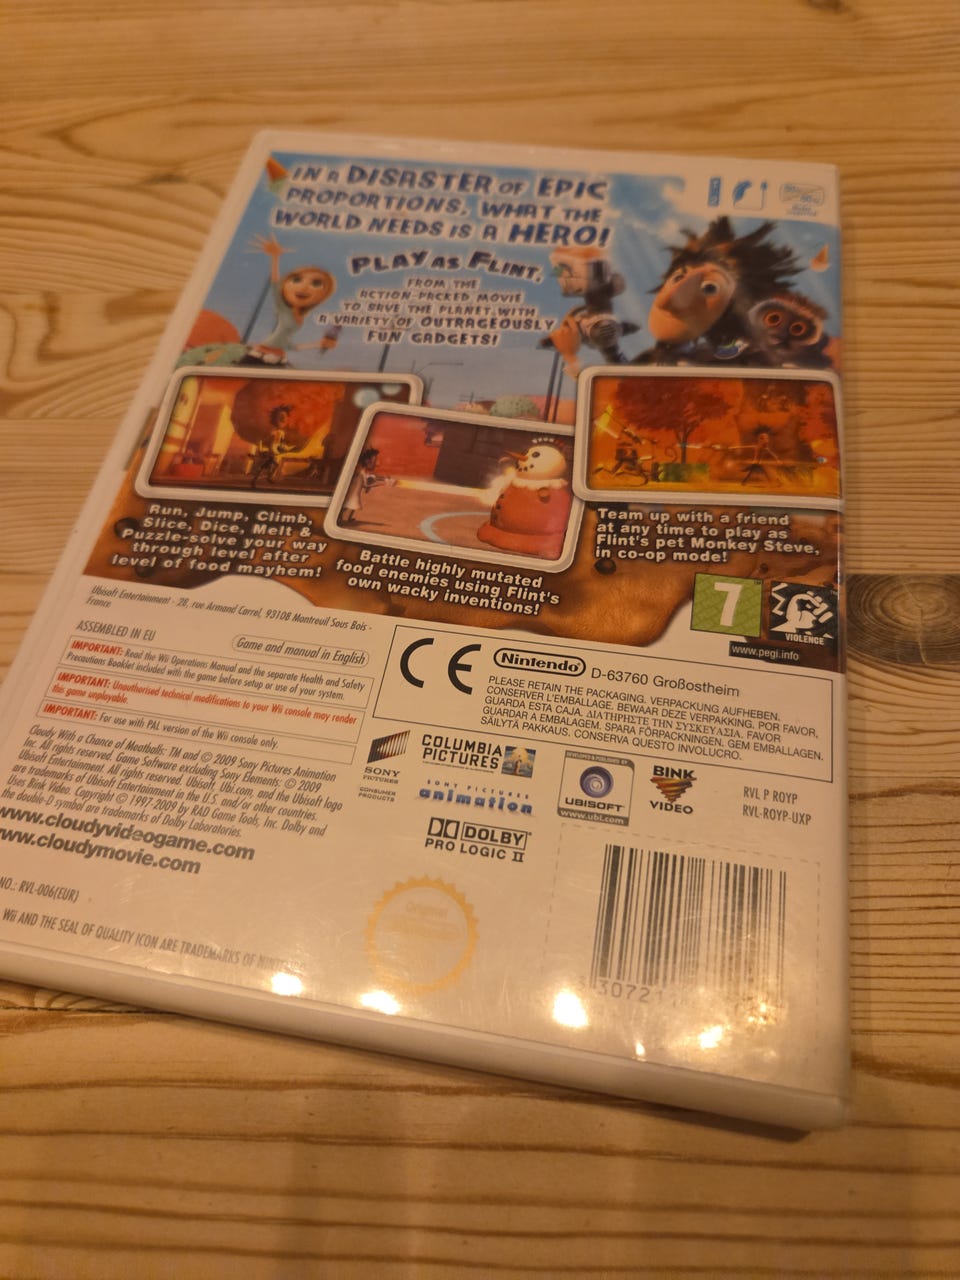 IN A DISASTER OF EPIC
PROPORTIONS, WHAT THE
WORLD NEEDS IS A HERO!
PLAY AS FLINT,
FROM THE
ACTION-PACKED MOVIE
TO SAVE THE PLANET WITH
A VARIETY OF OUTRAGEOUSLY
FUN GADGETS!
Run, Jump, Climb,
Slice, Dice, Melt &
Puzzle-solve your way
through level after
level of food mayhem!
Battle highly mutated
food enemies using Flint's
own wacky inventions!
Team up with a friend
at any time to play as
Flint's pet Monkey Steve,
in co-op mode!
7
VIOLENCE
www.pegi.info
Ubisoft Entertainment - 28, rue Armand Carrel, 93108 Montreuil Sous Bois -
France
ASSEMBLED IN EU
Game and manual in English
IMPORTANT: Read the Wii Operations Manual and the separate Health and Safety
Precautions Booklet included with the game before setup or use of your system.
IMPORTANT: Unauthorised technical modifications to your Wii console may render
this game unplayable.
IMPORTANT: For use with PAL version of the Wii console only.
CE
Nintendo®
D-63760 Großostheim
PLEASE RETAIN THE PACKAGING. VERPACKUNG AUFHEBEN.
CONSERVER L'EMBALLAGE. BEWAAR DEZE VERPAKKING. POR FAVOR,
GUARDA ESTA CAJA. ΔΙΑΤΗΡΗΣΤΕ ΤΗΝ ΣΥΣΚΕΥΑΣΙΑ. FAVOR
GUARDAR A EMBALAGEM. SPARA FÖRPACKNINGEN. GEM EMBALLAGEN.
SÄILYTÄ PAKKAUS. CONSERVA QUESTO INVOLUCRO.
Cloudy With a Chance of Meatballs: TM and © 2009 Sony Pictures Animation
Inc. All rights reserved. Game Software excluding Sony Elements: © 2009
Ubisoft Entertainment. All rights reserved. Ubisoft, Ubi.com, and the Ubisoft logo
are trademarks of Ubisoft Entertainment in the U.S. and/or other countries.
Uses Bink Video. Copyright © 1997-2009 by RAD Game Tools, Inc. Dolby and
the double-D symbol are trademarks of Dolby Laboratories.
www.cloudyvideogame.com
www.cloudymovie.com
SONY
PICTURES
CONSUMER
PRODUCTS
COLUMBIA
PICTURES
SONY PICTURES
animation
DOLBY®
PRO LOGIC II
DEVELOPED & PUBLISHED BY
UBISOFT
www.ubi.com
BINK
VIDEO
RVL P ROYP
RVL-ROYP-UXP
NO.: RVL-006(EUR)
Wii AND THE SEAL OF QUALITY ICON ARE TRADEMARKS OF NINTENDO
30721